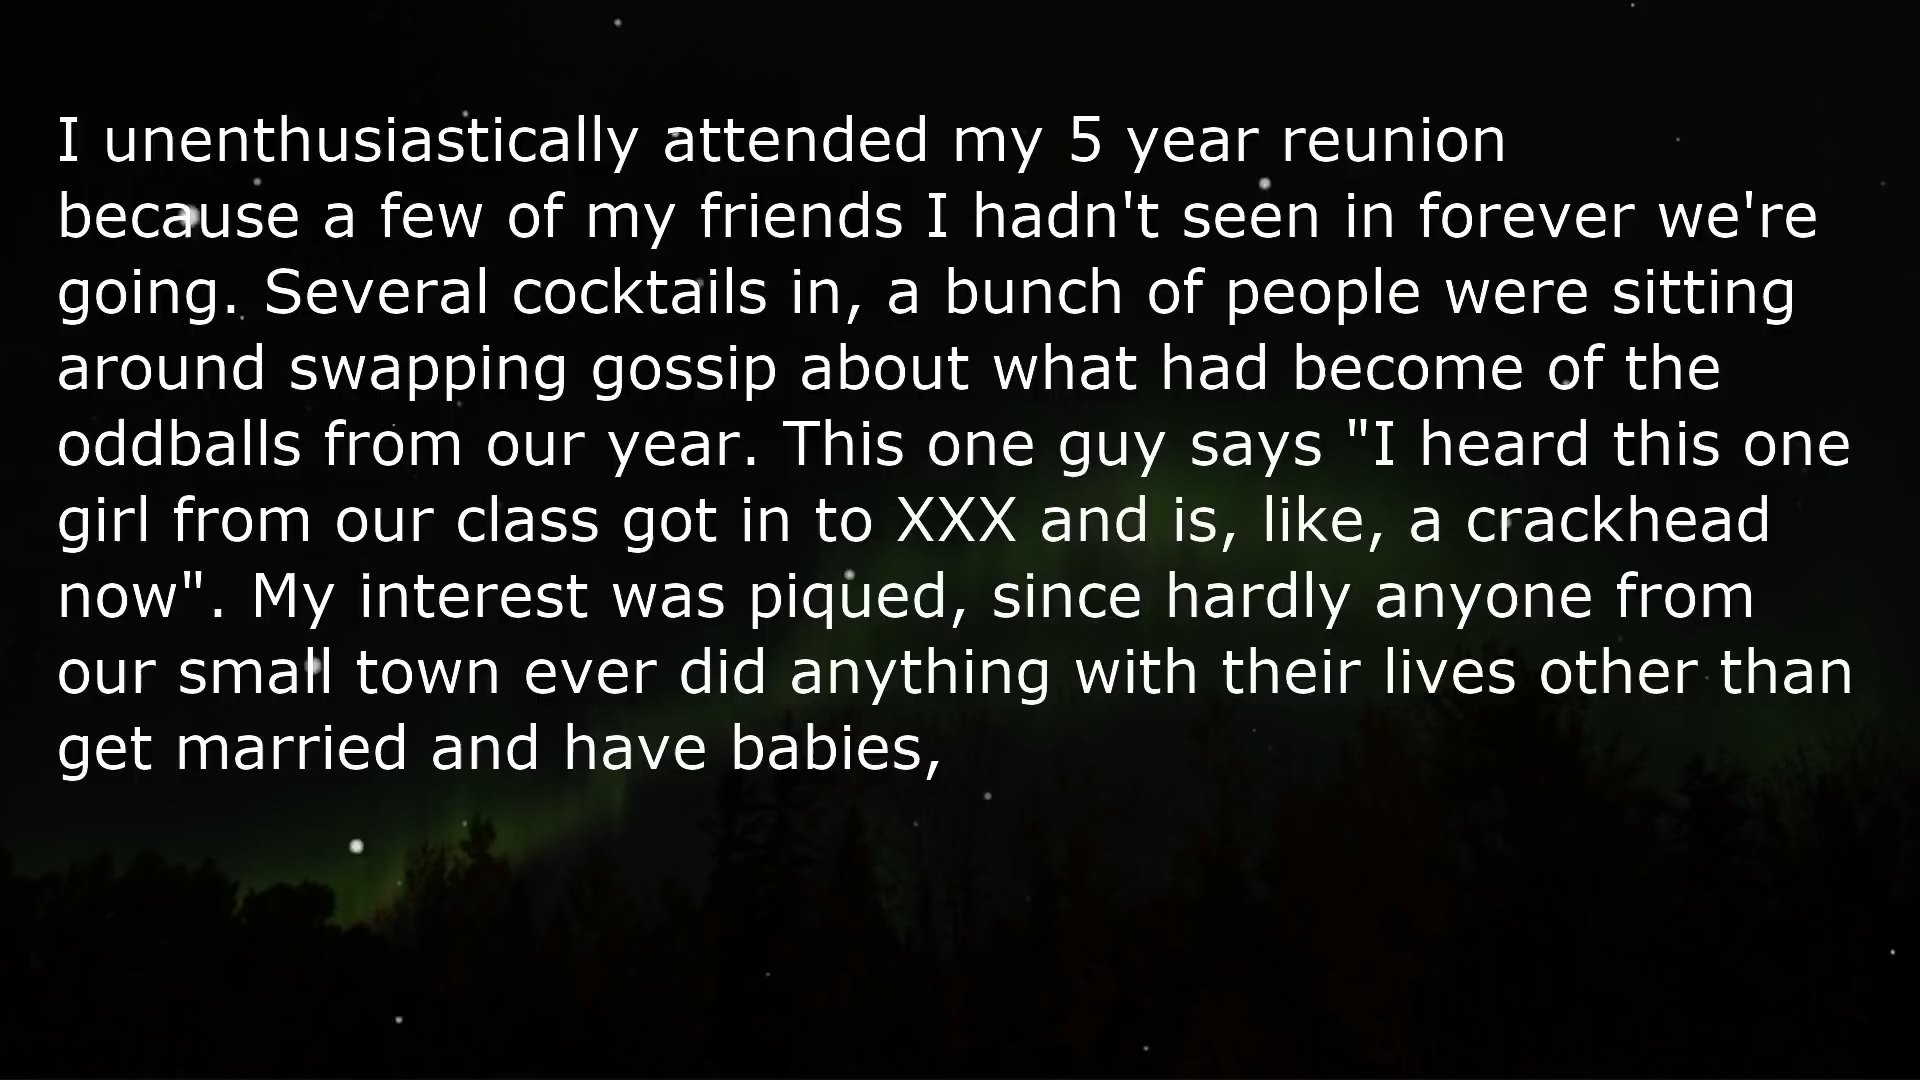 I unenthusiastically attended my 5 year reunion
because a few of my friends I hadn't seen in forever we're
going. Several cocktails in, a bunch of people were sitting
around swapping gossip about what had become of the
oddballs from our year. This one guy says "I heard this one
girl from our class got in to XXX and is, like, a crackhead
now". My interest was piqued, since hardly anyone from
our small town ever did anything with their lives other than
get married and have babies,